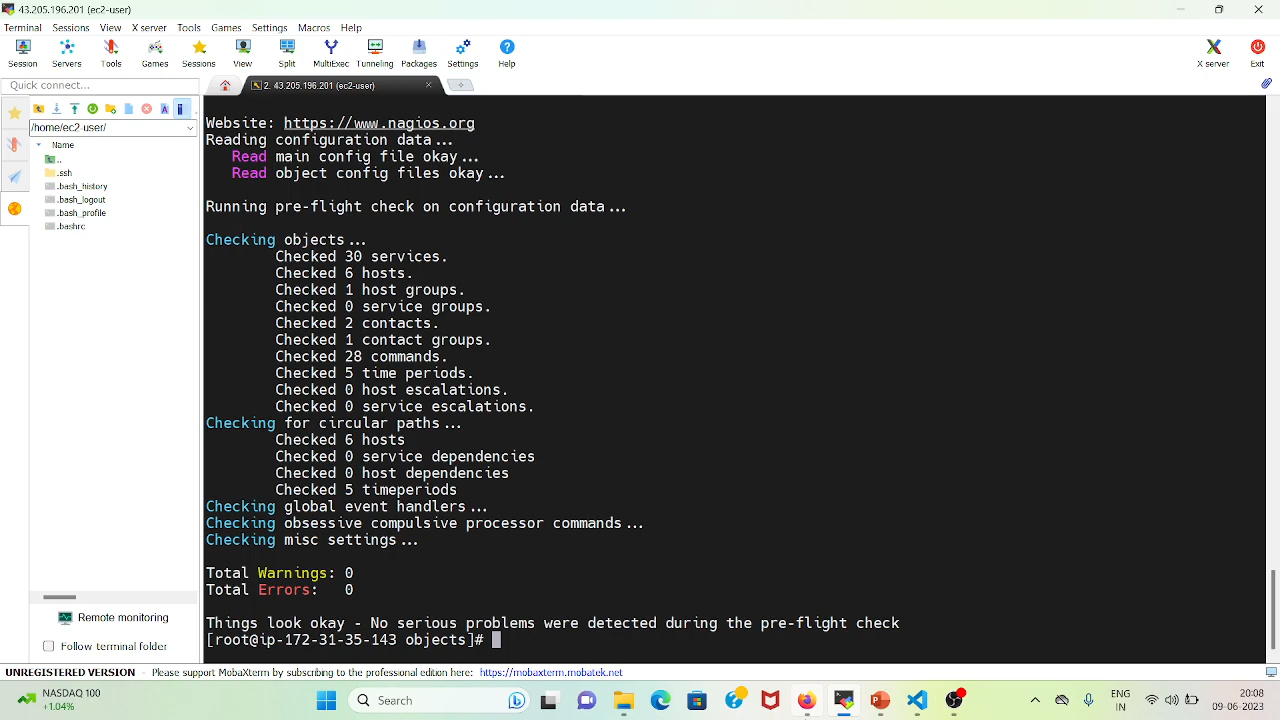 43.205.196.201 (ec2-user)
Terminal Sessions View X server Tools Games Settings Macros Help
Session Servers Tools Games Sessions View Split MultiExec Tunneling Packages Settings Help X server Exit
Quick connect...
2. 43.205.196.201 (ec2-user)
/home/ec2-user/
Name
..
.ssh
.bash_history
.bash_logout
.bash_profile
.bashrc
Website: https://www.nagios.org
Reading configuration data...
Read main config file okay...
Read object config files okay...
Running pre-flight check on configuration data...
Checking objects...
Checked 30 services.
Checked 6 hosts.
Checked 1 host groups.
Checked 0 service groups.
Checked 2 contacts.
Checked 1 contact groups.
Checked 28 commands.
Checked 5 time periods.
Checked 0 host escalations.
Checked 0 service escalations.
Checking for circular paths...
Checked 6 hosts
Checked 0 service dependencies
Checked 0 host dependencies
Checked 5 timeperiods
Checking global event handlers...
Checking obsessive compulsive processor commands...
Checking misc settings...
Total Warnings: 0
Total Errors: 0
Things look okay - No serious problems were detected during the pre-flight check
[root@ip-172-31-35-143 objects]#
Remote monitoring
Follow terminal folder
UNREGISTERED VERSION - Please support MobaXterm by subscribing to the professional edition here: https://mobaxterm.mobatek.net
NASDAQ 100
+1.04%
Search
ENG
IN
20:08
09-06-2023